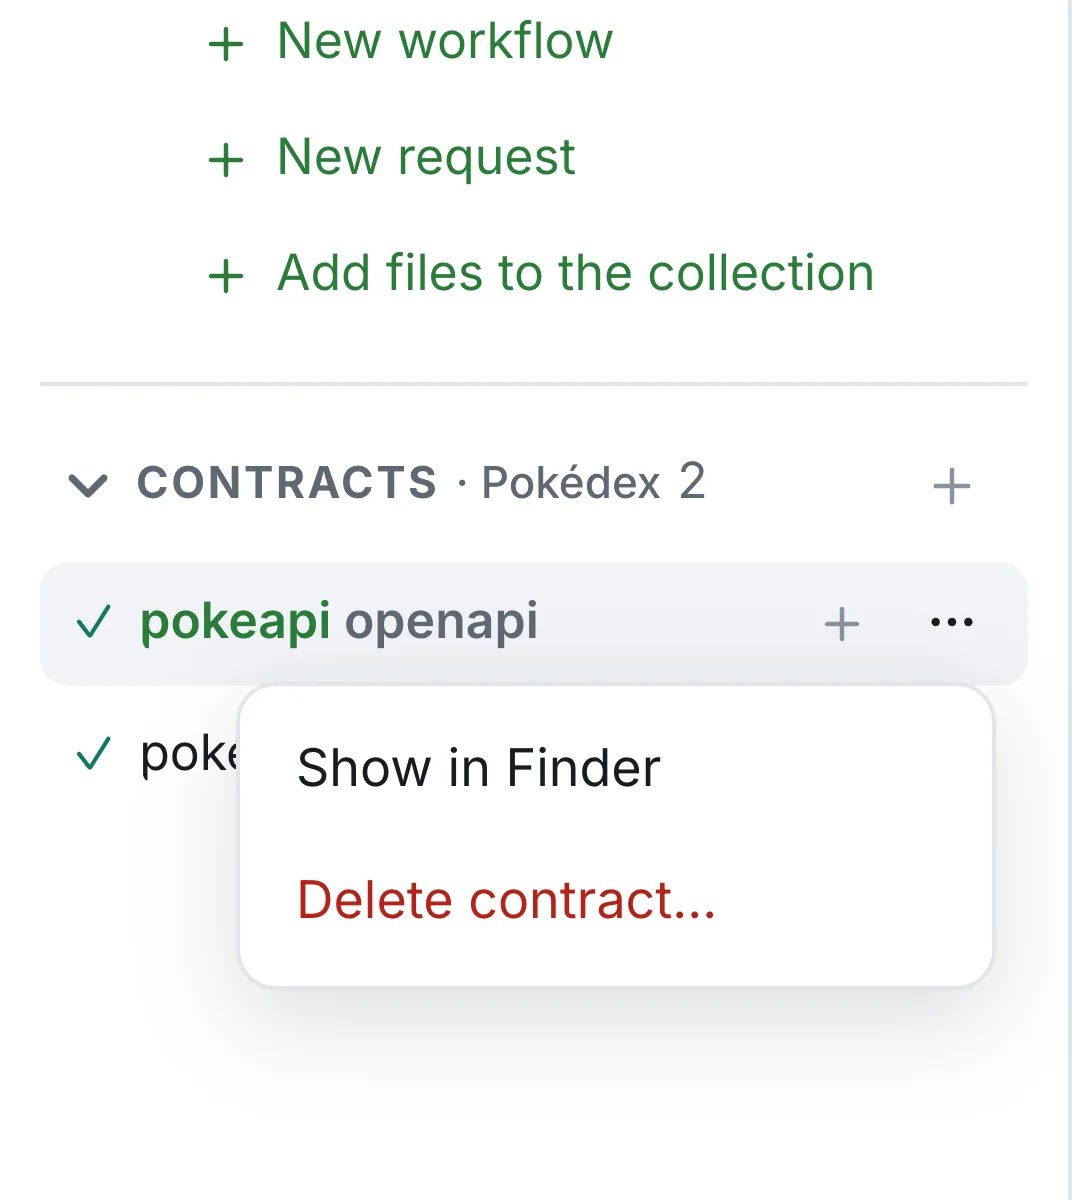 New workflow
New request
Add files to the collection
CONTRACTS · Pokédex 2
pokeapi openapi
Show in Finder
Delete contract...